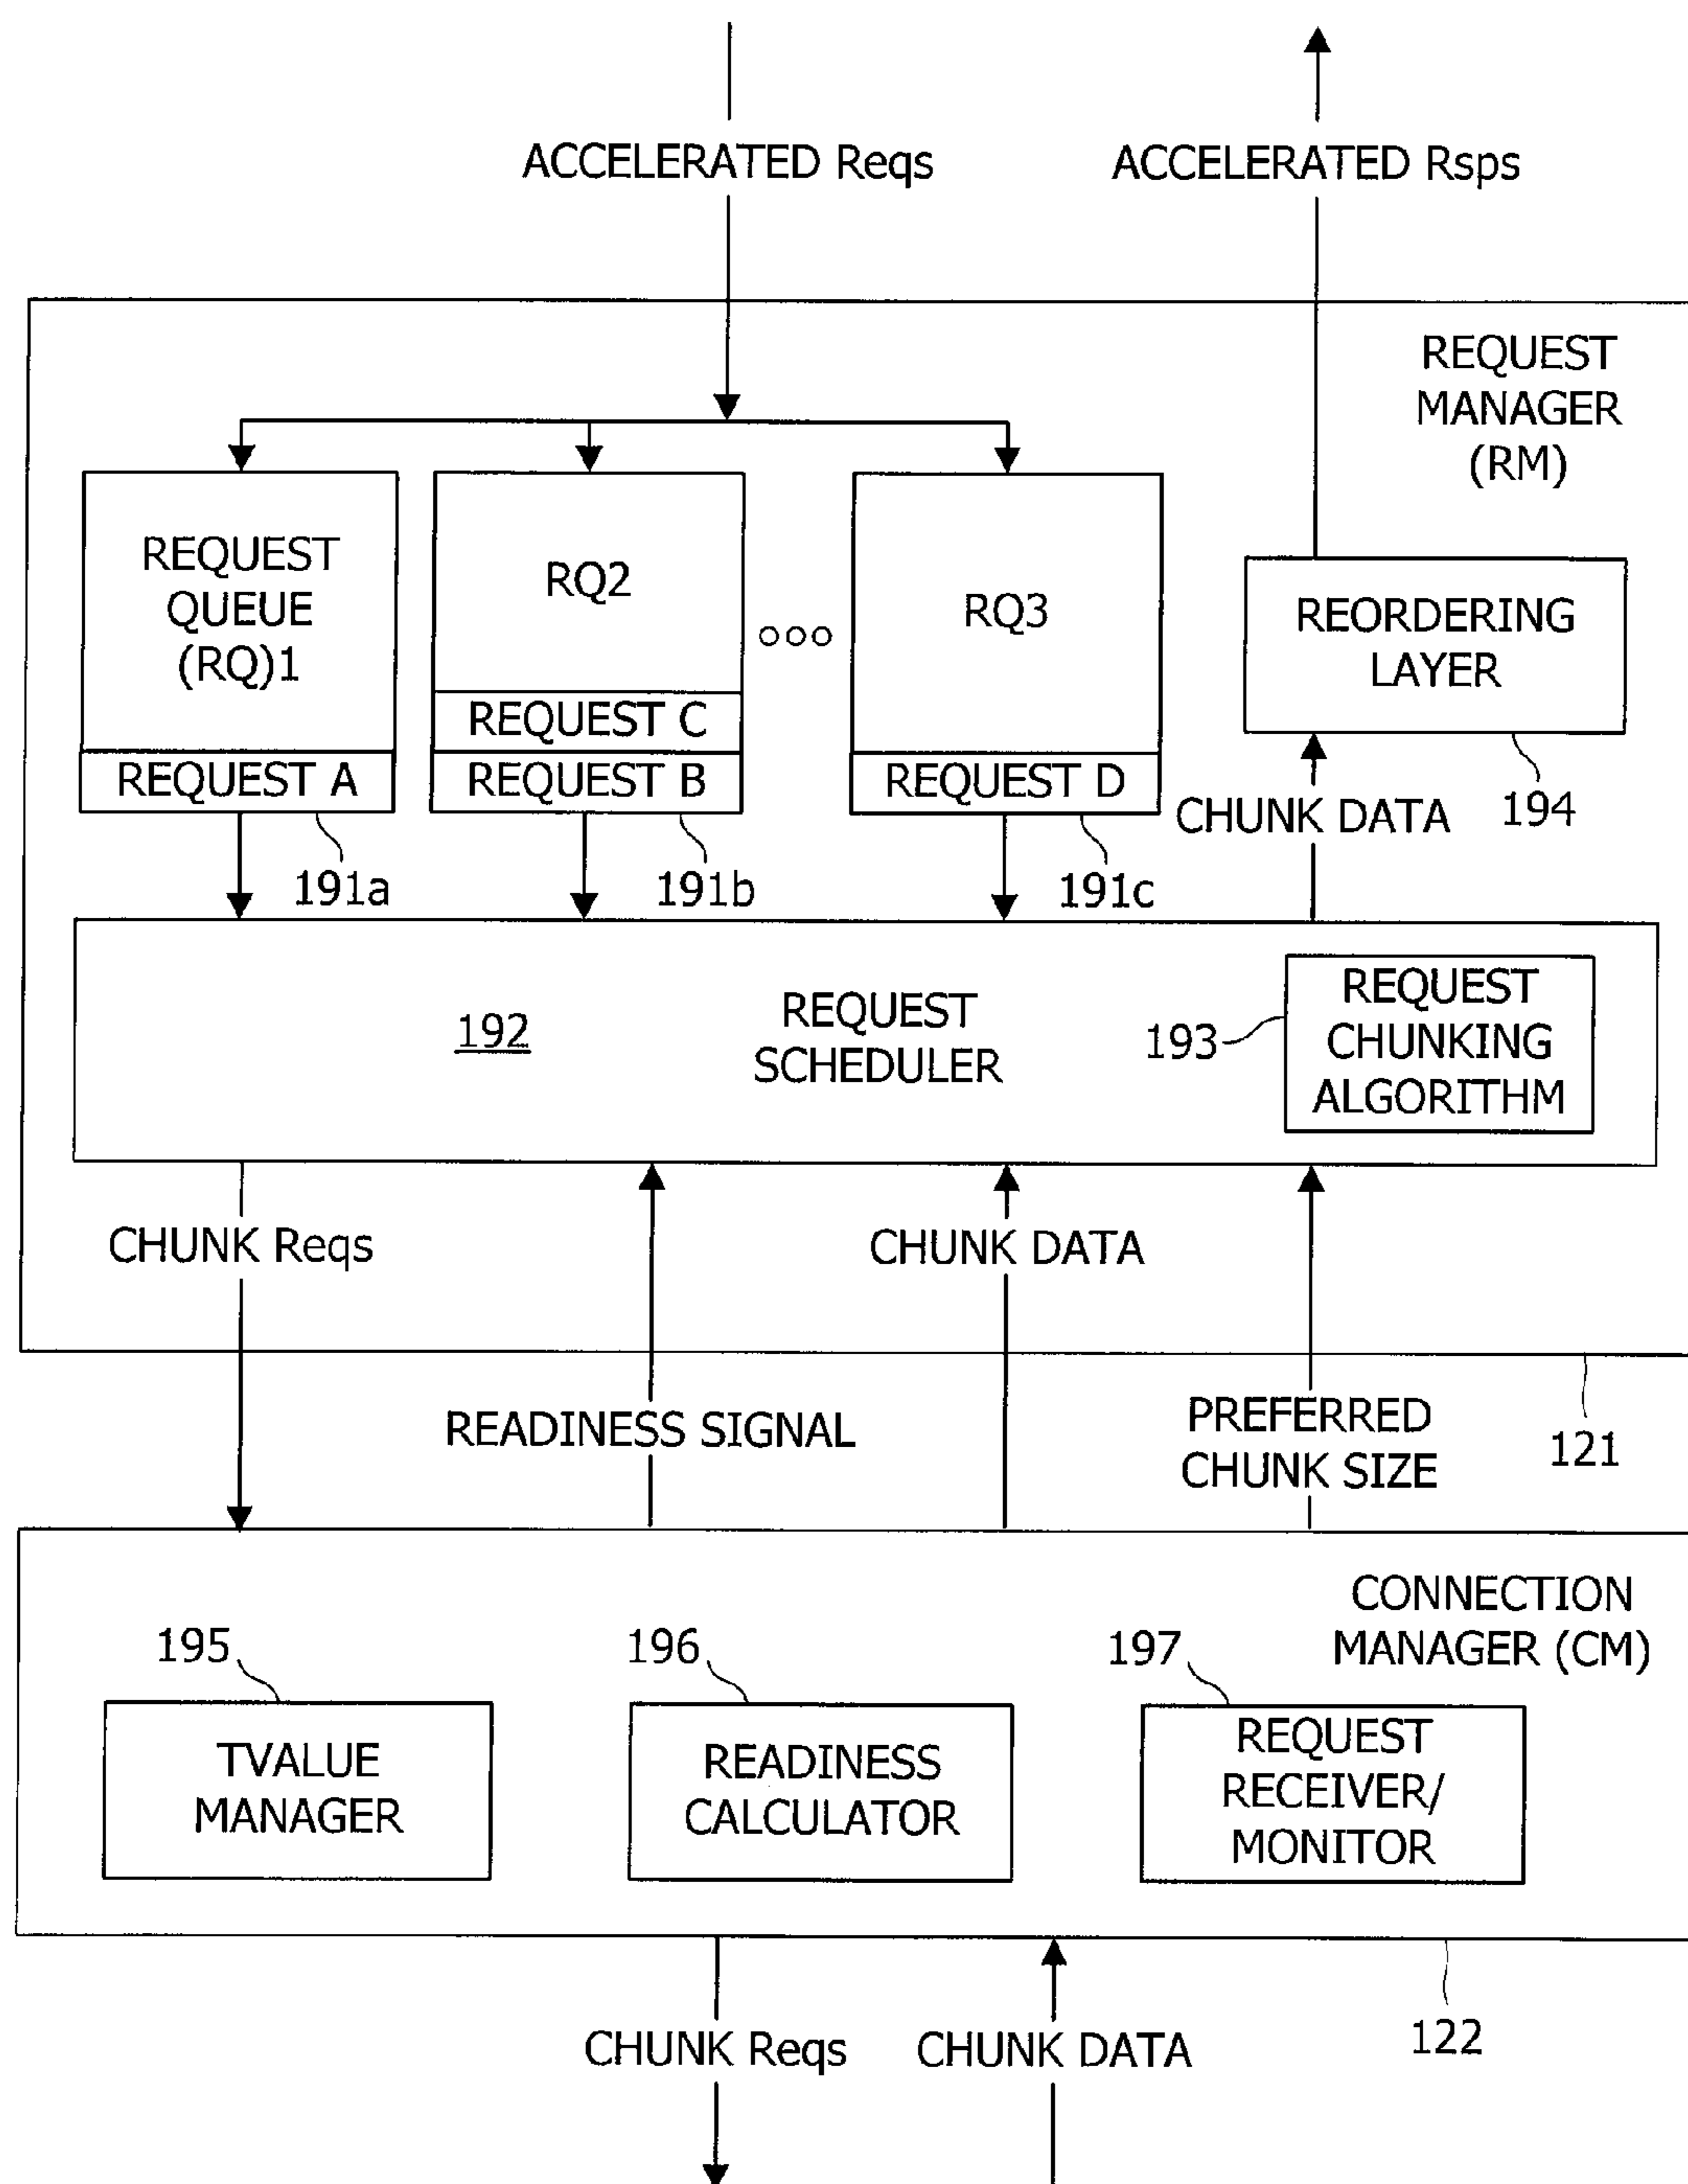 ACCELERATED Reqs
ACCELERATED Rsps
REQUEST
MANAGER
(RM)
REQUEST
QUEUE
(RQ)1
RQ2
RQ3
REORDERING
LAYER
REQUEST C
REQUEST A
REQUEST B
REQUEST D
CHUNK DATA
194
191a
191b
191c
192
REQUEST
SCHEDULER
193
REQUEST
CHUNKING
ALGORITHM
CHUNK Reqs
CHUNK DATA
READINESS SIGNAL
PREFERRED
CHUNK SIZE
121
CONNECTION
MANAGER (CM)
195
196
197
TVALUE
MANAGER
READINESS
CALCULATOR
REQUEST
RECEIVER/
MONITOR
CHUNK Reqs
CHUNK DATA
122